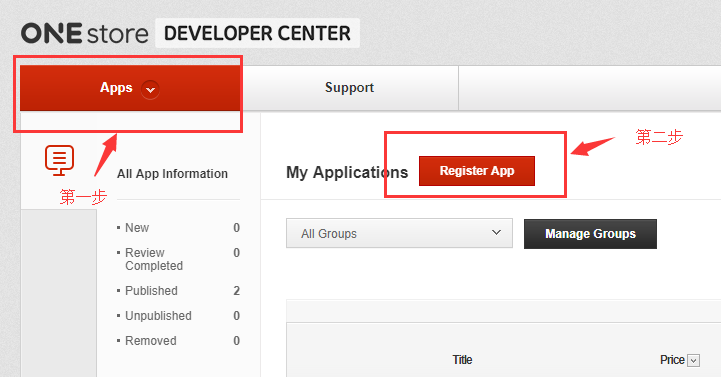 ONE store DEVELOPER CENTER
Apps
Support
第一步
第二步
All App Information
New 0
Review Completed 0
Published 2
Unpublished 0
Removed 0
My Applications
Register App
All Groups
Manage Groups
Title
Price